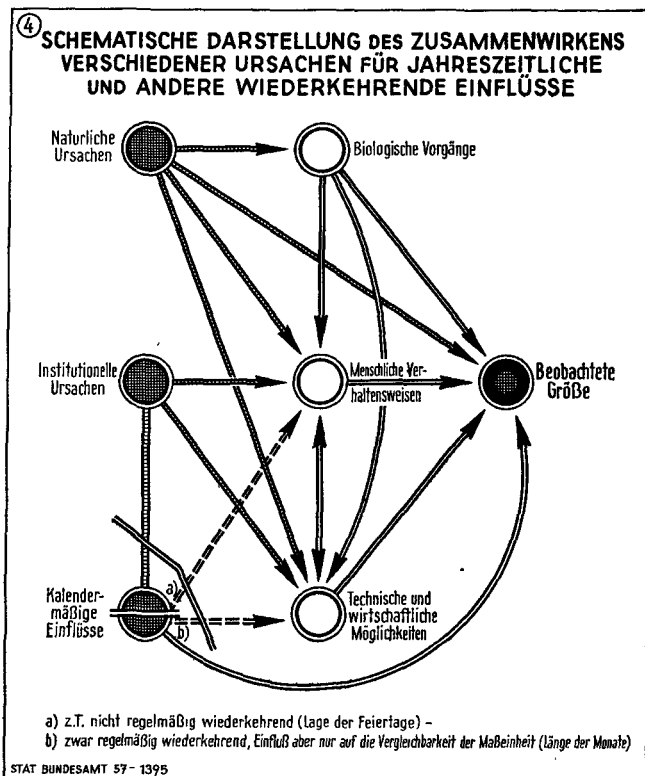 4
SCHEMATISCHE DARSTELLUNG DES ZUSAMMENWIRKENS
VERSCHIEDENER URSACHEN FÜR JAHRESZEITLICHE
UND ANDERE WIEDERKEHRENDE EINFLÜSSE
Natürliche
Ursachen
Biologische Vorgänge
Institutionelle
Ursachen
Menschliche Ver-
haltensweisen
Beobachtete
Größe
Kalender-
mäßige
Einflüsse
a)
b)
Technische und
wirtschaftliche
Möglichkeiten
a) z.T. nicht regelmäßig wiederkehrend (Lage der Feiertage) –
b) zwar regelmäßig wiederkehrend, Einfluß aber nur auf die Vergleichbarkeit der Maßeinheit (Länge der Monate)
STAT BUNDESAMT 57 - 1395